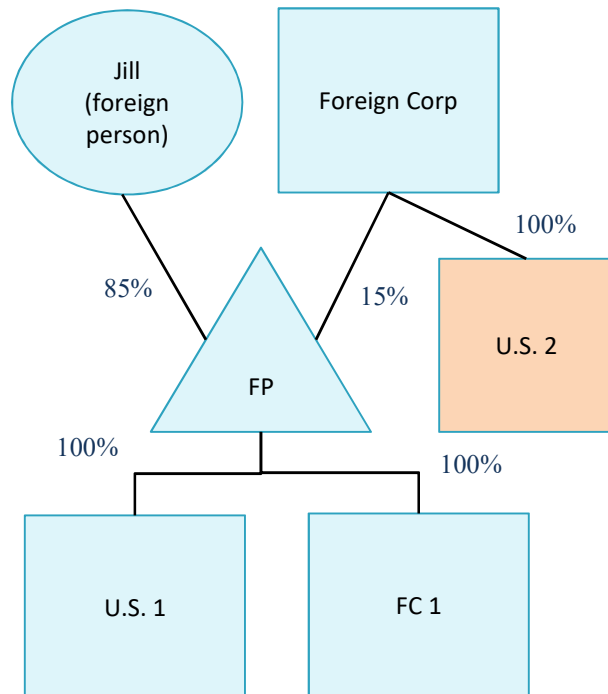 Jill
(foreign
person)
Foreign Corp
85%
15%
100%
FP
U.S. 2
100%
100%
U.S. 1
FC 1